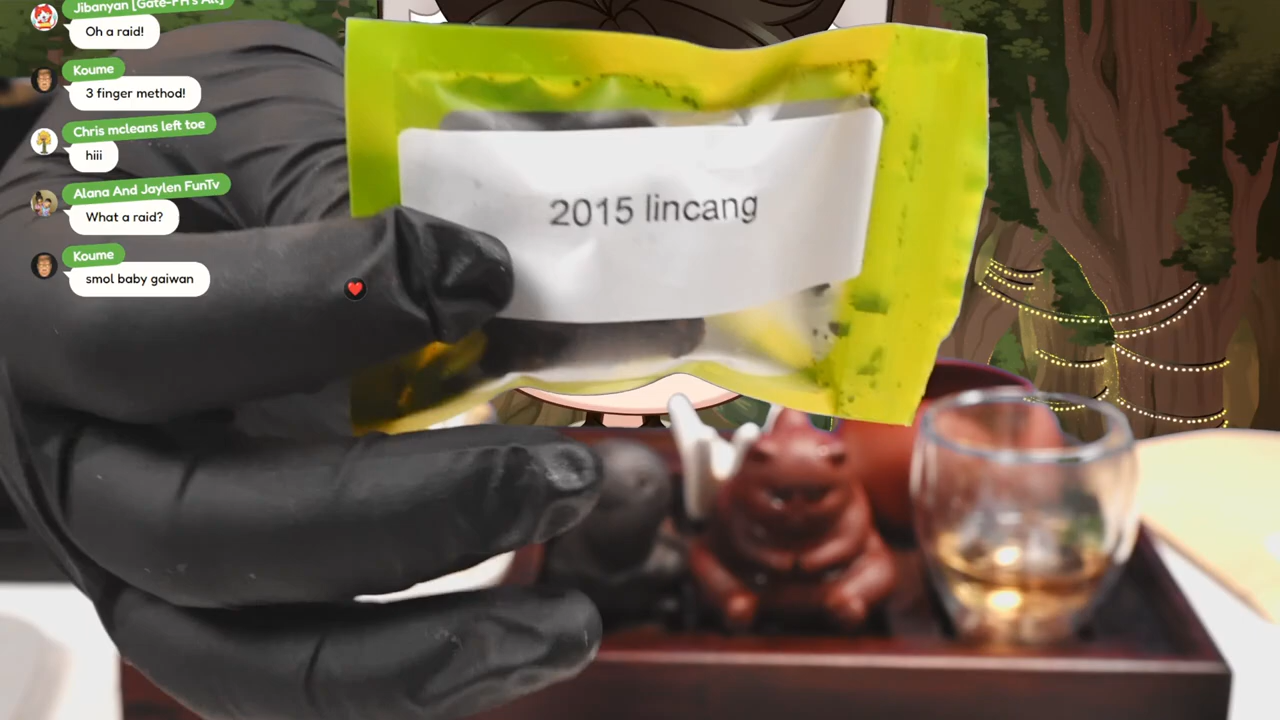 Jibanyan [Gate-PH's Alt]
Oh a raid!
Koume
3 finger method!
Chris mcleans left toe
hiii
Alana And Jaylen FunTv
What a raid?
Koume
smol baby gaiwan
2015 lincang